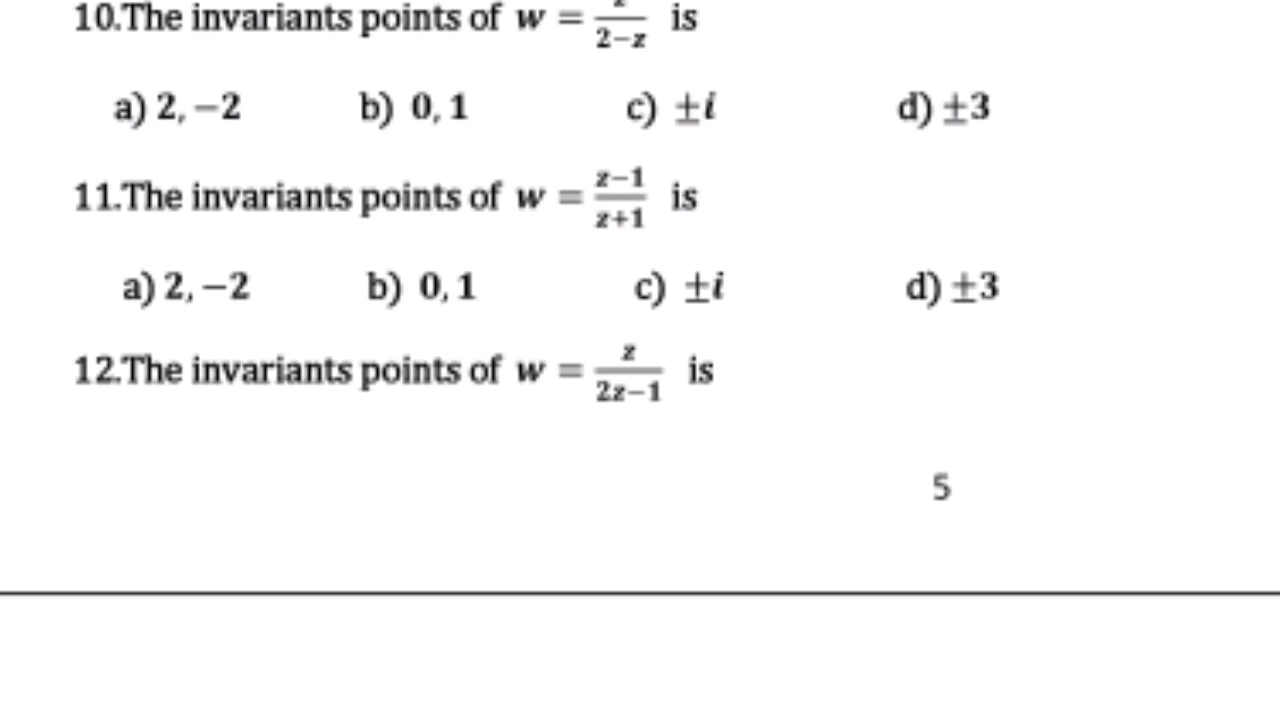 10.The invariants points of w = —/2−z is
a) 2, −2 b) 0, 1 c) ±i d) ±3
11.The invariants points of w = z−1/z+1 is
a) 2, −2 b) 0, 1 c) ±i d) ±3
12.The invariants points of w = z/2z−1 is
5